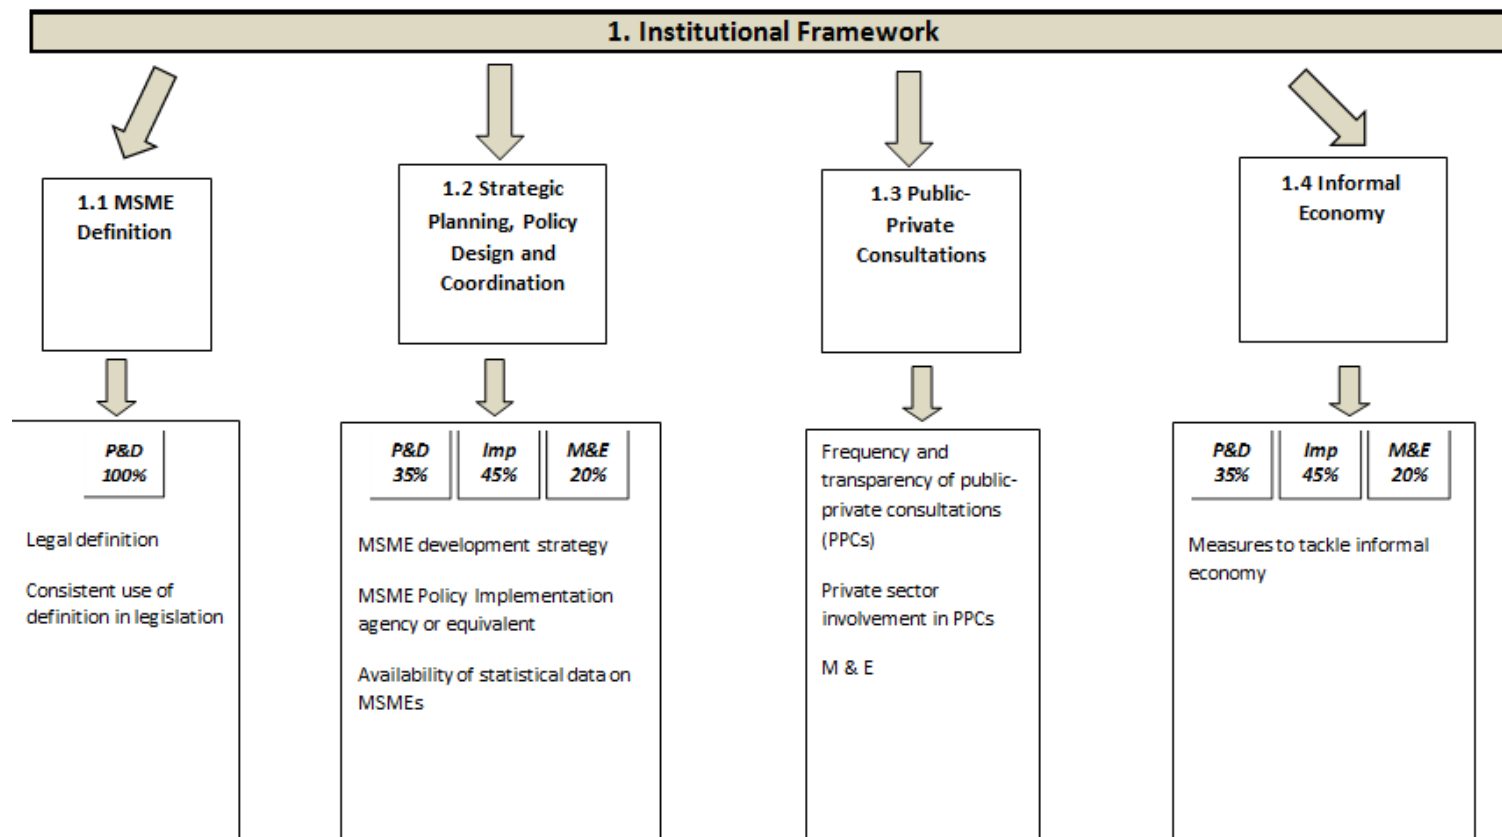 1. Institutional Framework
1.1 MSME
Definition
1.2 Strategic
Planning, Policy
Design and
Coordination
1.3 Public-
Private
Consultations
1.4 Informal
Economy
P&D
100%
Legal definition
Consistent use of
definition in legislation
P&D
35%
Imp
45%
M&E
20%
MSME development strategy
MSME Policy Implementation
agency or equivalent
Availability of statistical data on
MSMEs
Frequency and
transparency of public-
private consultations
(PPCs)
Private sector
involvement in PPCs
M & E
P&D
35%
Imp
45%
M&E
20%
Measures to tackle informal
economy